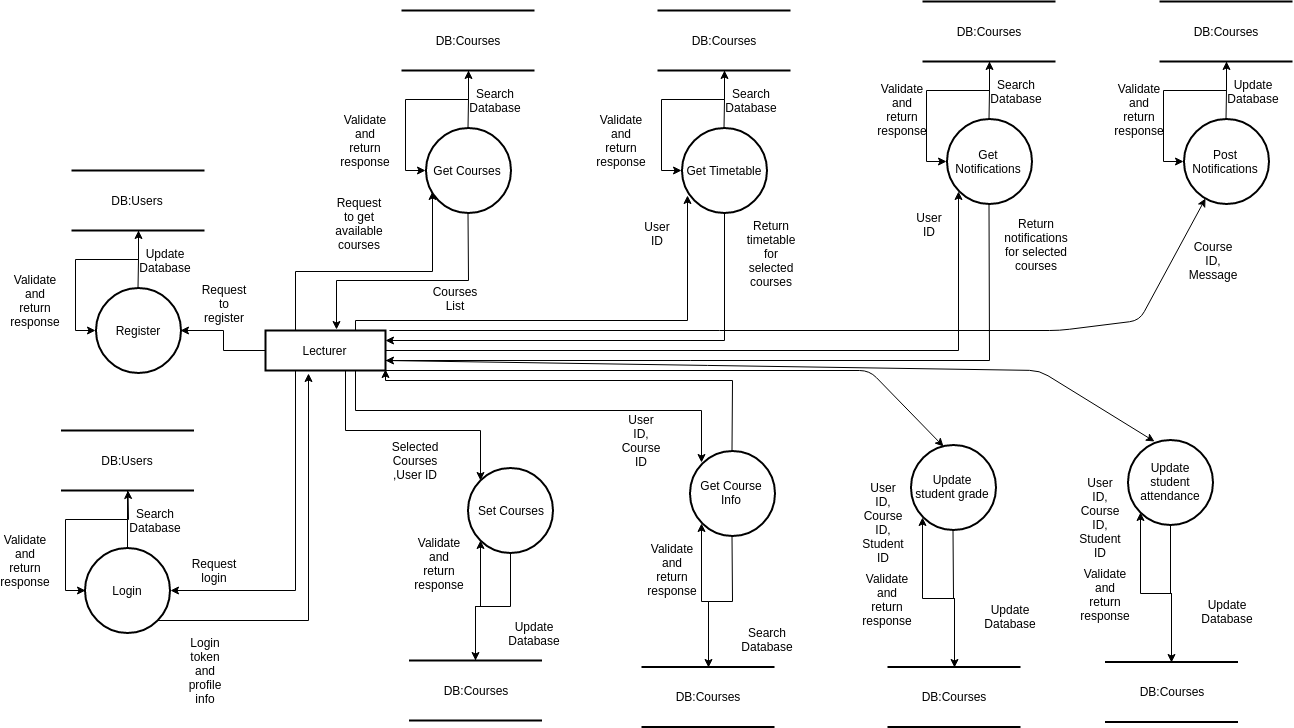 DB:Courses
Search
Database
Validate
and
return
response
Get Courses
Request
to get
available
courses
Courses
List
DB:Courses
Search
Database
Validate
and
return
response
Get Timetable
User
ID
Return
timetable
for
selected
courses
DB:Courses
Search
Database
Validate
and
return
response
Get
Notifications
User
ID
Return
notifications
for selected
courses
DB:Courses
Update
Database
Validate
and
return
response
Post
Notifications
Course
ID,
Message
DB:Users
Update
Database
Validate
and
return
response
Register
Request
to
register
Lecturer
DB:Users
Search
Database
Validate
and
return
response
Login
Request
login
Login
token
and
profile
info
Selected
Courses
,User ID
Set Courses
Validate
and
return
response
Update
Database
DB:Courses
User
ID,
Course
ID
Get Course
Info
Validate
and
return
response
Search
Database
DB:Courses
Update
student grade
User
ID,
Course
ID,
Student
ID
Validate
and
return
response
Update
Database
DB:Courses
Update
student
attendance
User
ID,
Course
ID,
Student
ID
Validate
and
return
response
Update
Database
DB:Courses